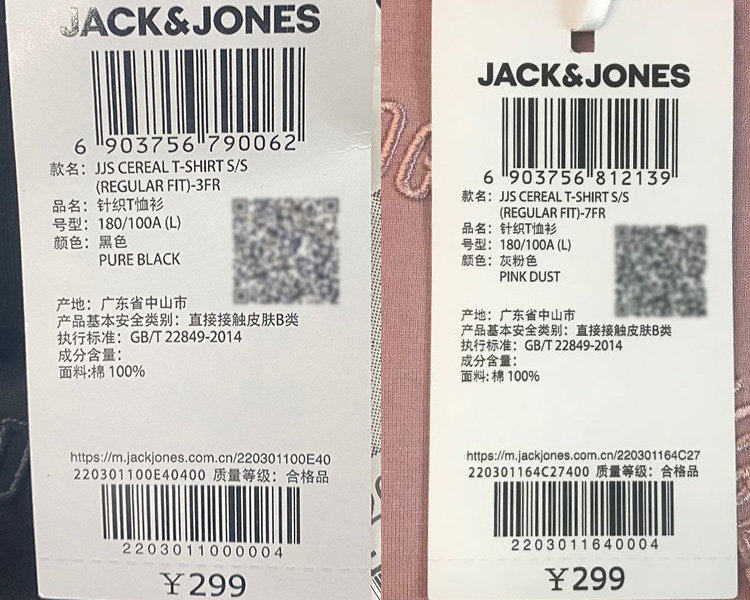 JACK&JONES
6 903756 790062
款名： JJS CEREAL T-SHIRT S/S
(REGULAR FIT)-3FR
品名： 针织T恤衫
号型： 180/100A (L)
颜色： 黑色
PURE BLACK
产地： 广东省中山市
产品基本安全类别： 直接接触皮肤B类
执行标准： GB/T 22849-2014
成分含量：
面料:棉 100%
https://m.jackjones.com.cn/220301100E40
220301100E40400 质量等级： 合格品
2203011000004
￥299
JACK&JONES
6 903756 812139
款名： JJS CEREAL T-SHIRT S/S
(REGULAR FIT)-7FR
品名： 针织T恤衫
号型： 180/100A (L)
颜色： 灰粉色
PINK DUST
产地： 广东省中山市
产品基本安全类别： 直接接触皮肤B类
执行标准： GB/T 22849-2014
成分含量：
面料: 棉 100%
https://m.jackjones.com.cn/220301164C27
220301164C27400 质量等级： 合格品
2203011640004
￥299